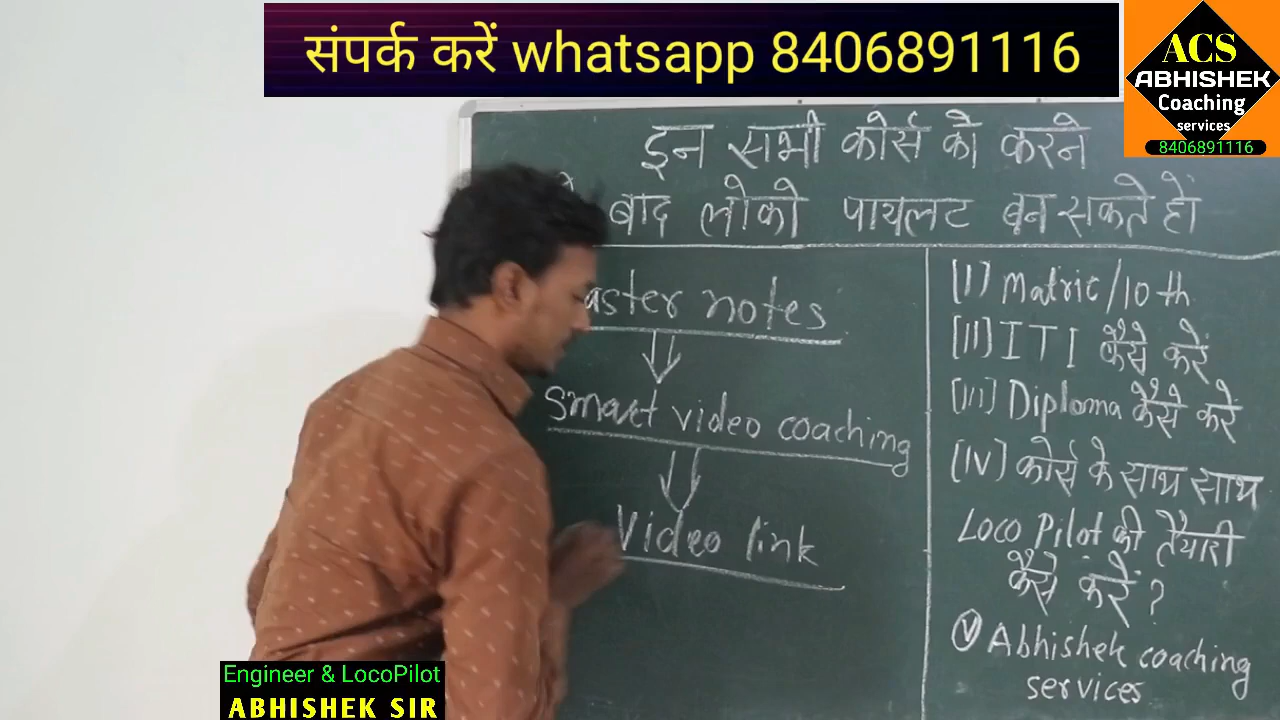 संपर्क करें whatsapp 8406891116
ACS
ABHISHEK
Coaching
services
8406891116
इन सभी कोर्स को करने
बाद लोको पायलट बन सकते हों
aster notes
Smart video coaching
Video link
[I] Matric/10th
[II] ITI कैसे करें
[III] Diploma कैसे करें
[IV] कोर्स के साथ साथ
Loco Pilot की तैयारी
कैसे करें ?
(V) Abhishek coaching
services
Engineer & LocoPilot
ABHISHEK SIR